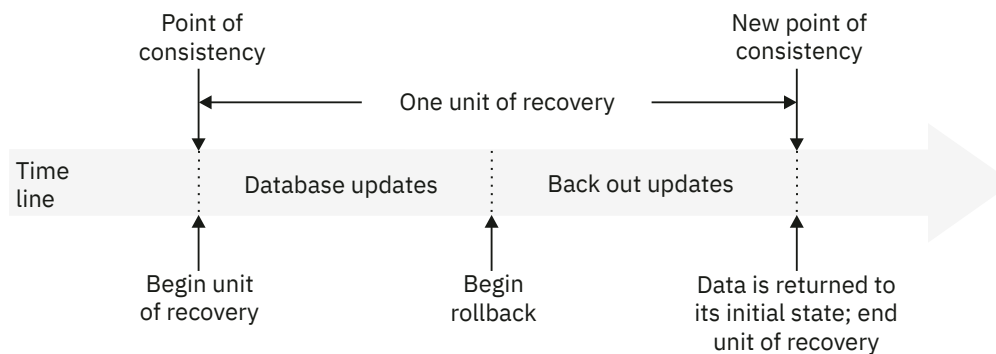 Point of
consistency
New point of
consistency
One unit of recovery
Time
line
Database updates
Back out updates
Begin unit
of recovery
Begin
rollback
Data is returned to
its initial state; end
unit of recovery